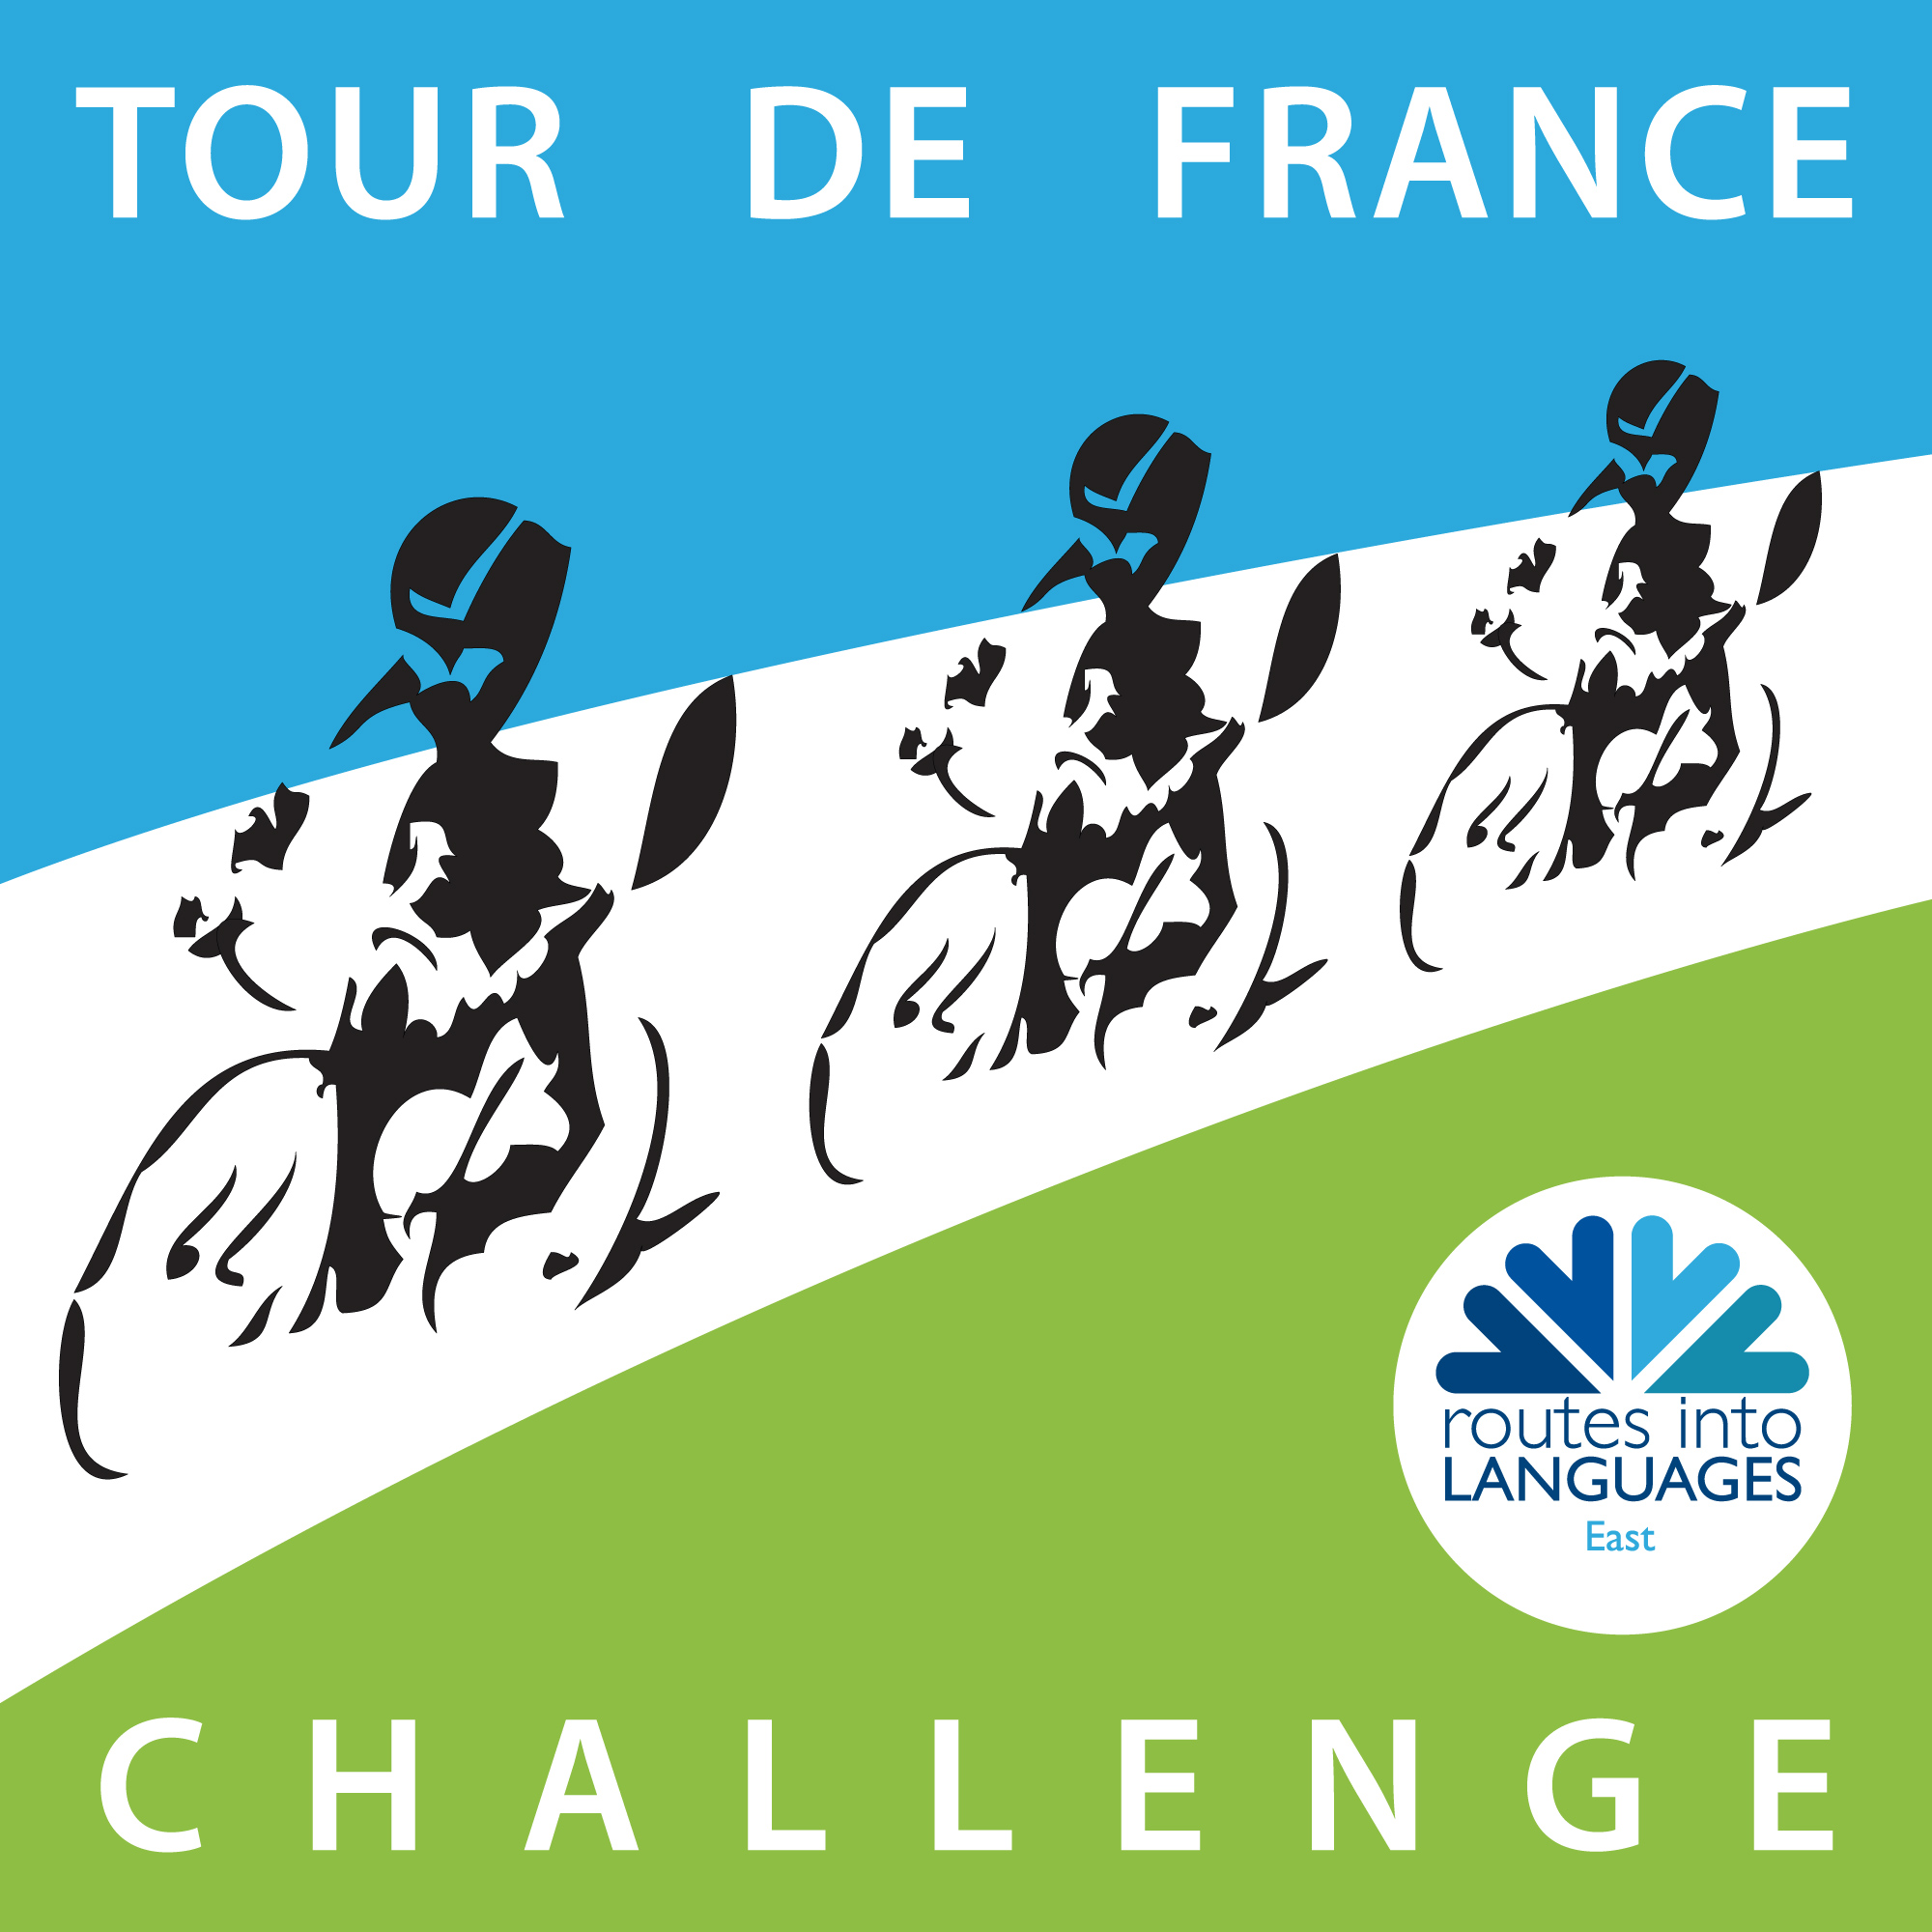 TOUR DE FRANCE
routes into
LANGUAGES
East
CHALLENGE